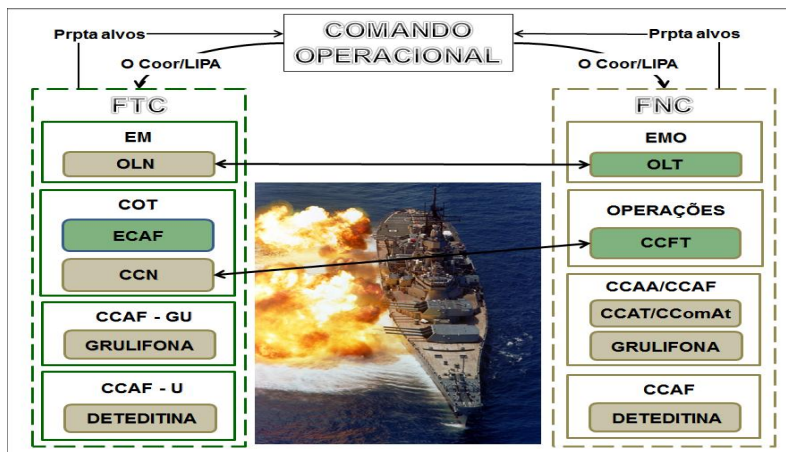 Prpta alvos
COMANDO
OPERACIONAL
Prpta alvos
O Coor/LIPA
O Coor/LIPA
FTC
EM
OLN
COT
ECAF
CCN
CCAF - GU
GRULIFONA
CCAF - U
DETEDITINA
FNC
EMO
OLT
OPERAÇÕES
CCFT
CCAA/CCAF
CCAT/CComAt
GRULIFONA
CCAF
DETEDITINA